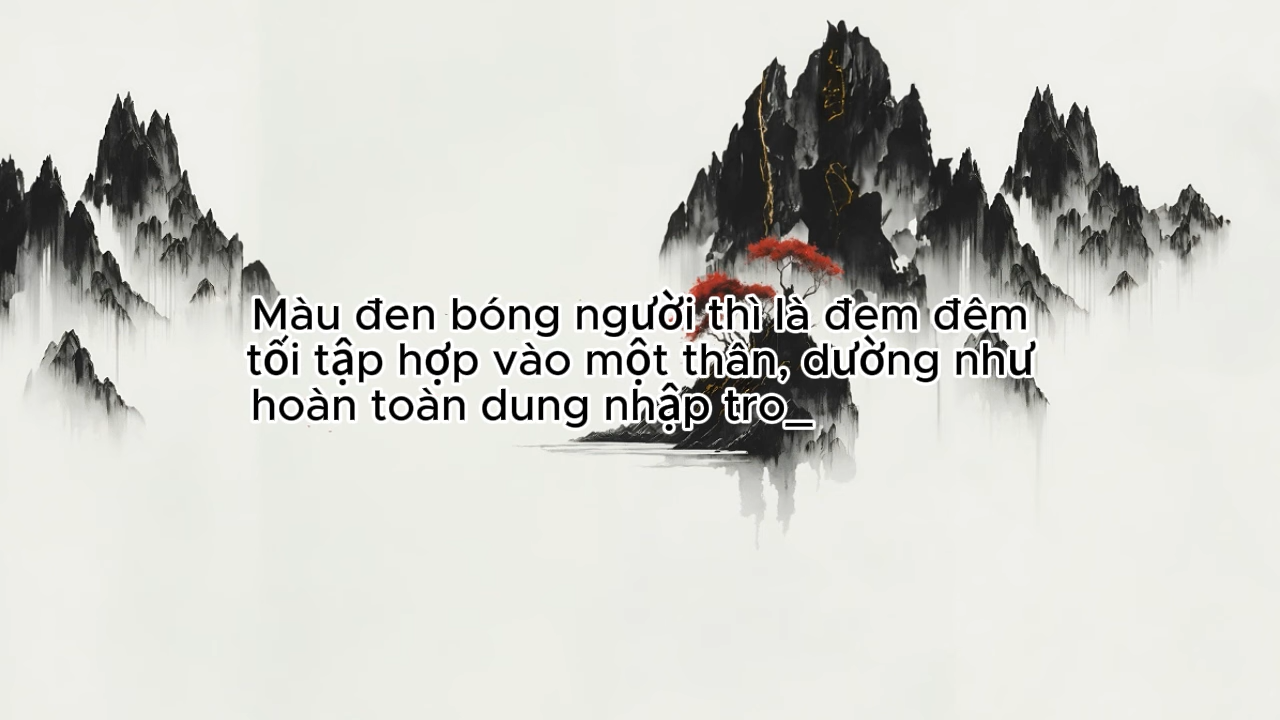 Màu đen bóng người thì là đem đêm
tối tập hợp vào một thân, dường như
hoàn toàn dung nhập tro_